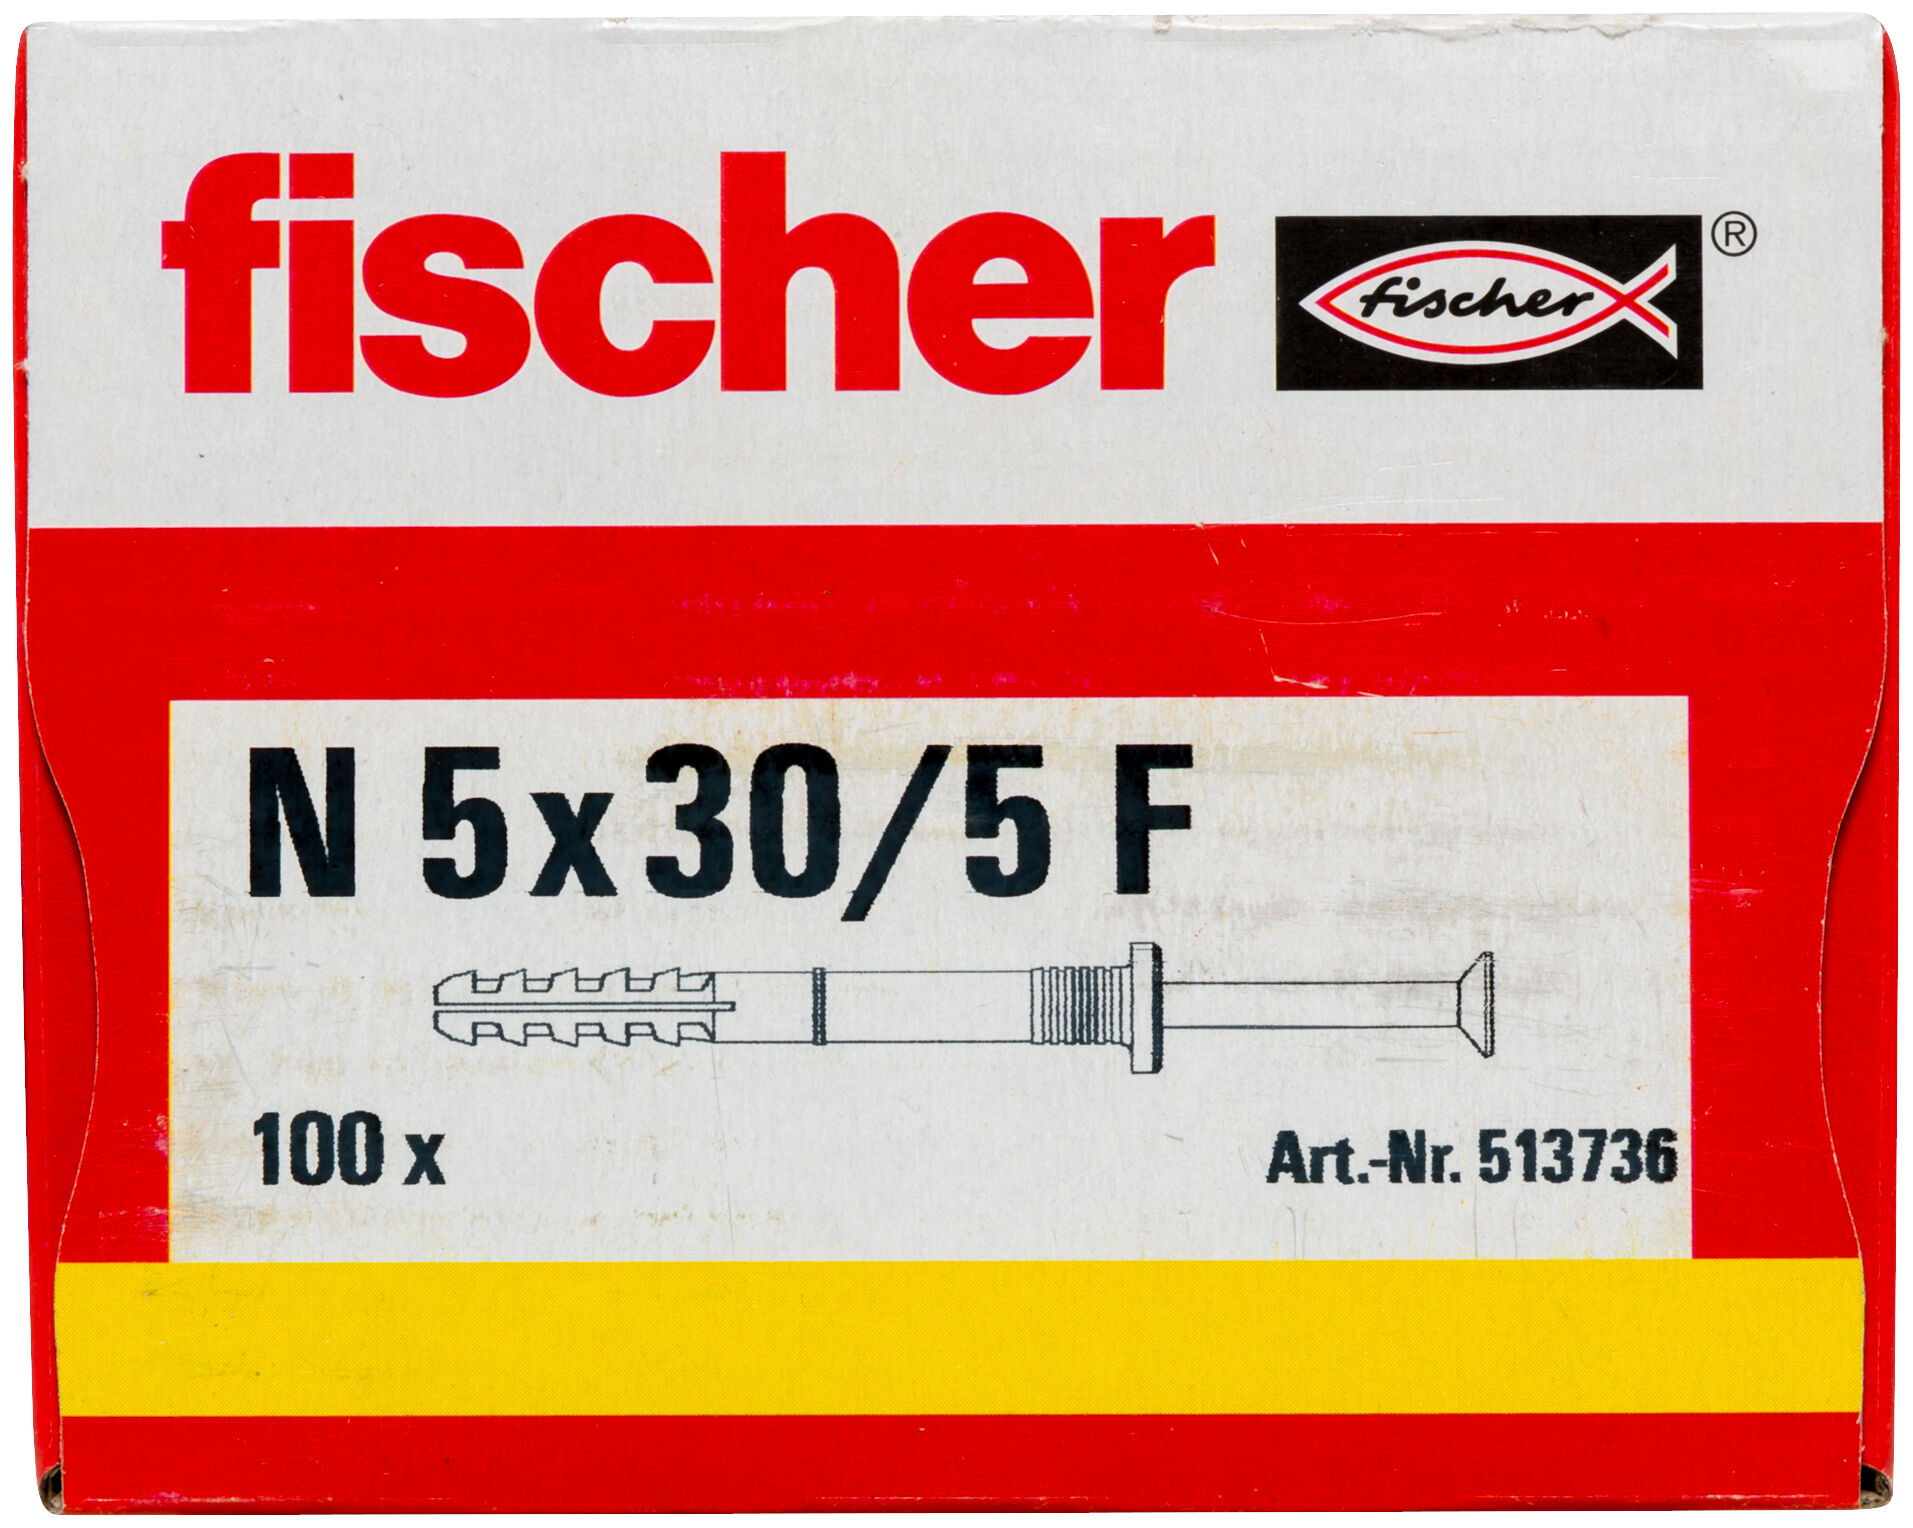 fischer
fischer ®
N 5x30/5 F
100 x
Art.-Nr. 513736